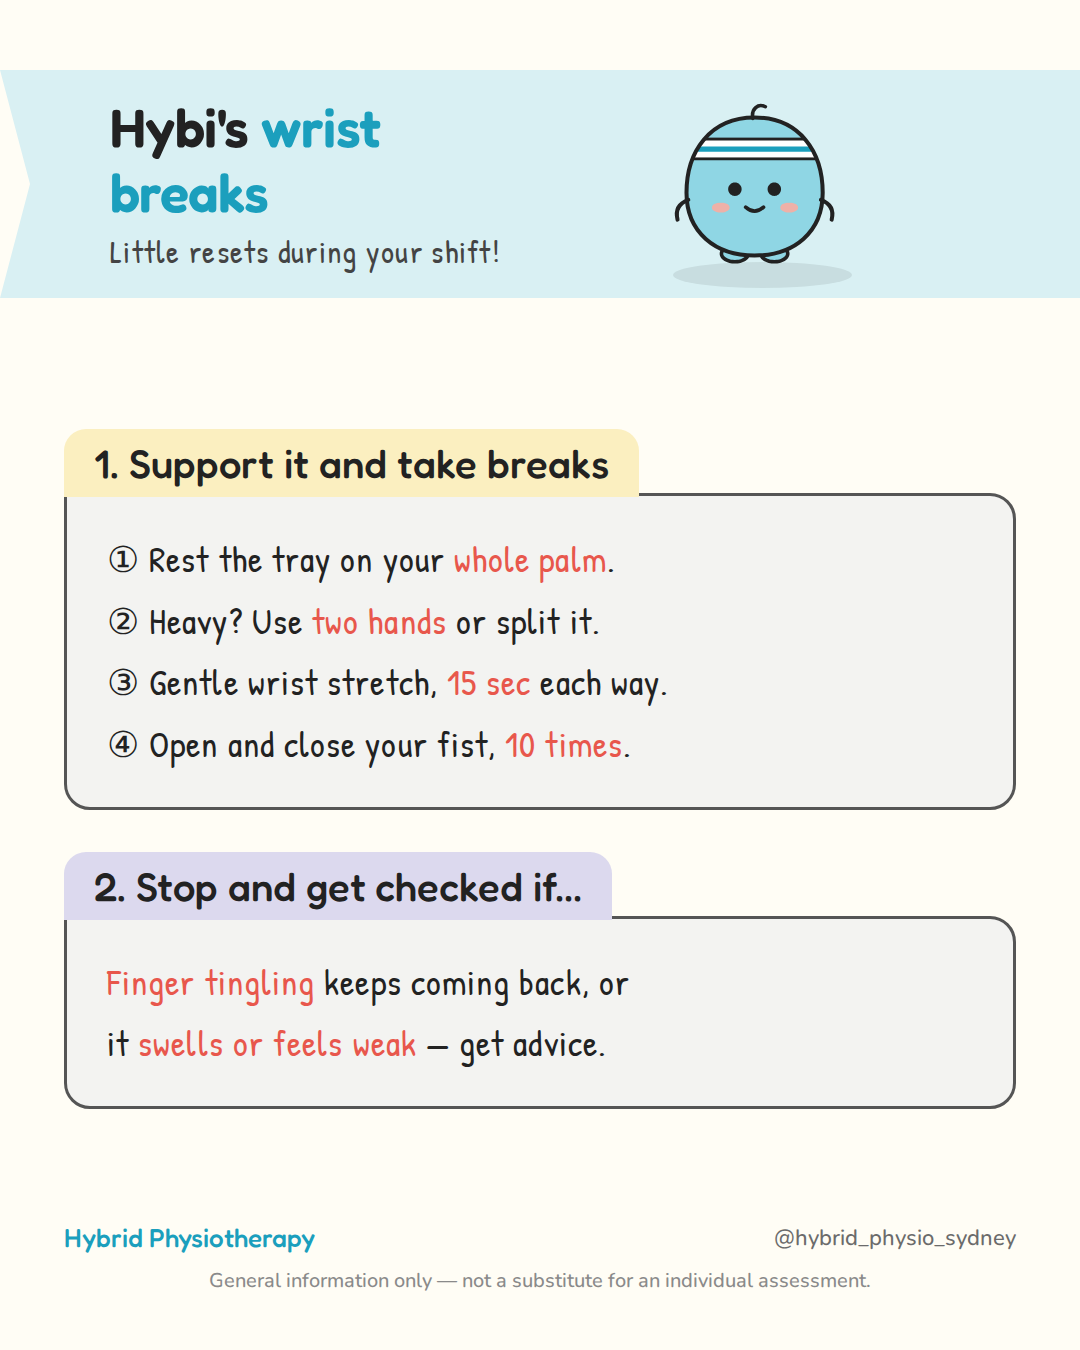 Hybi's wrist
breaks
Little resets during your shift!
1. Support it and take breaks
① Rest the tray on your whole palm.
② Heavy? Use two hands or split it.
③ Gentle wrist stretch, 15 sec each way.
④ Open and close your fist, 10 times.
2. Stop and get checked if...
Finger tingling keeps coming back, or
it swells or feels weak — get advice.
Hybrid Physiotherapy
@hybrid_physio_sydney
General information only — not a substitute for an individual assessment.